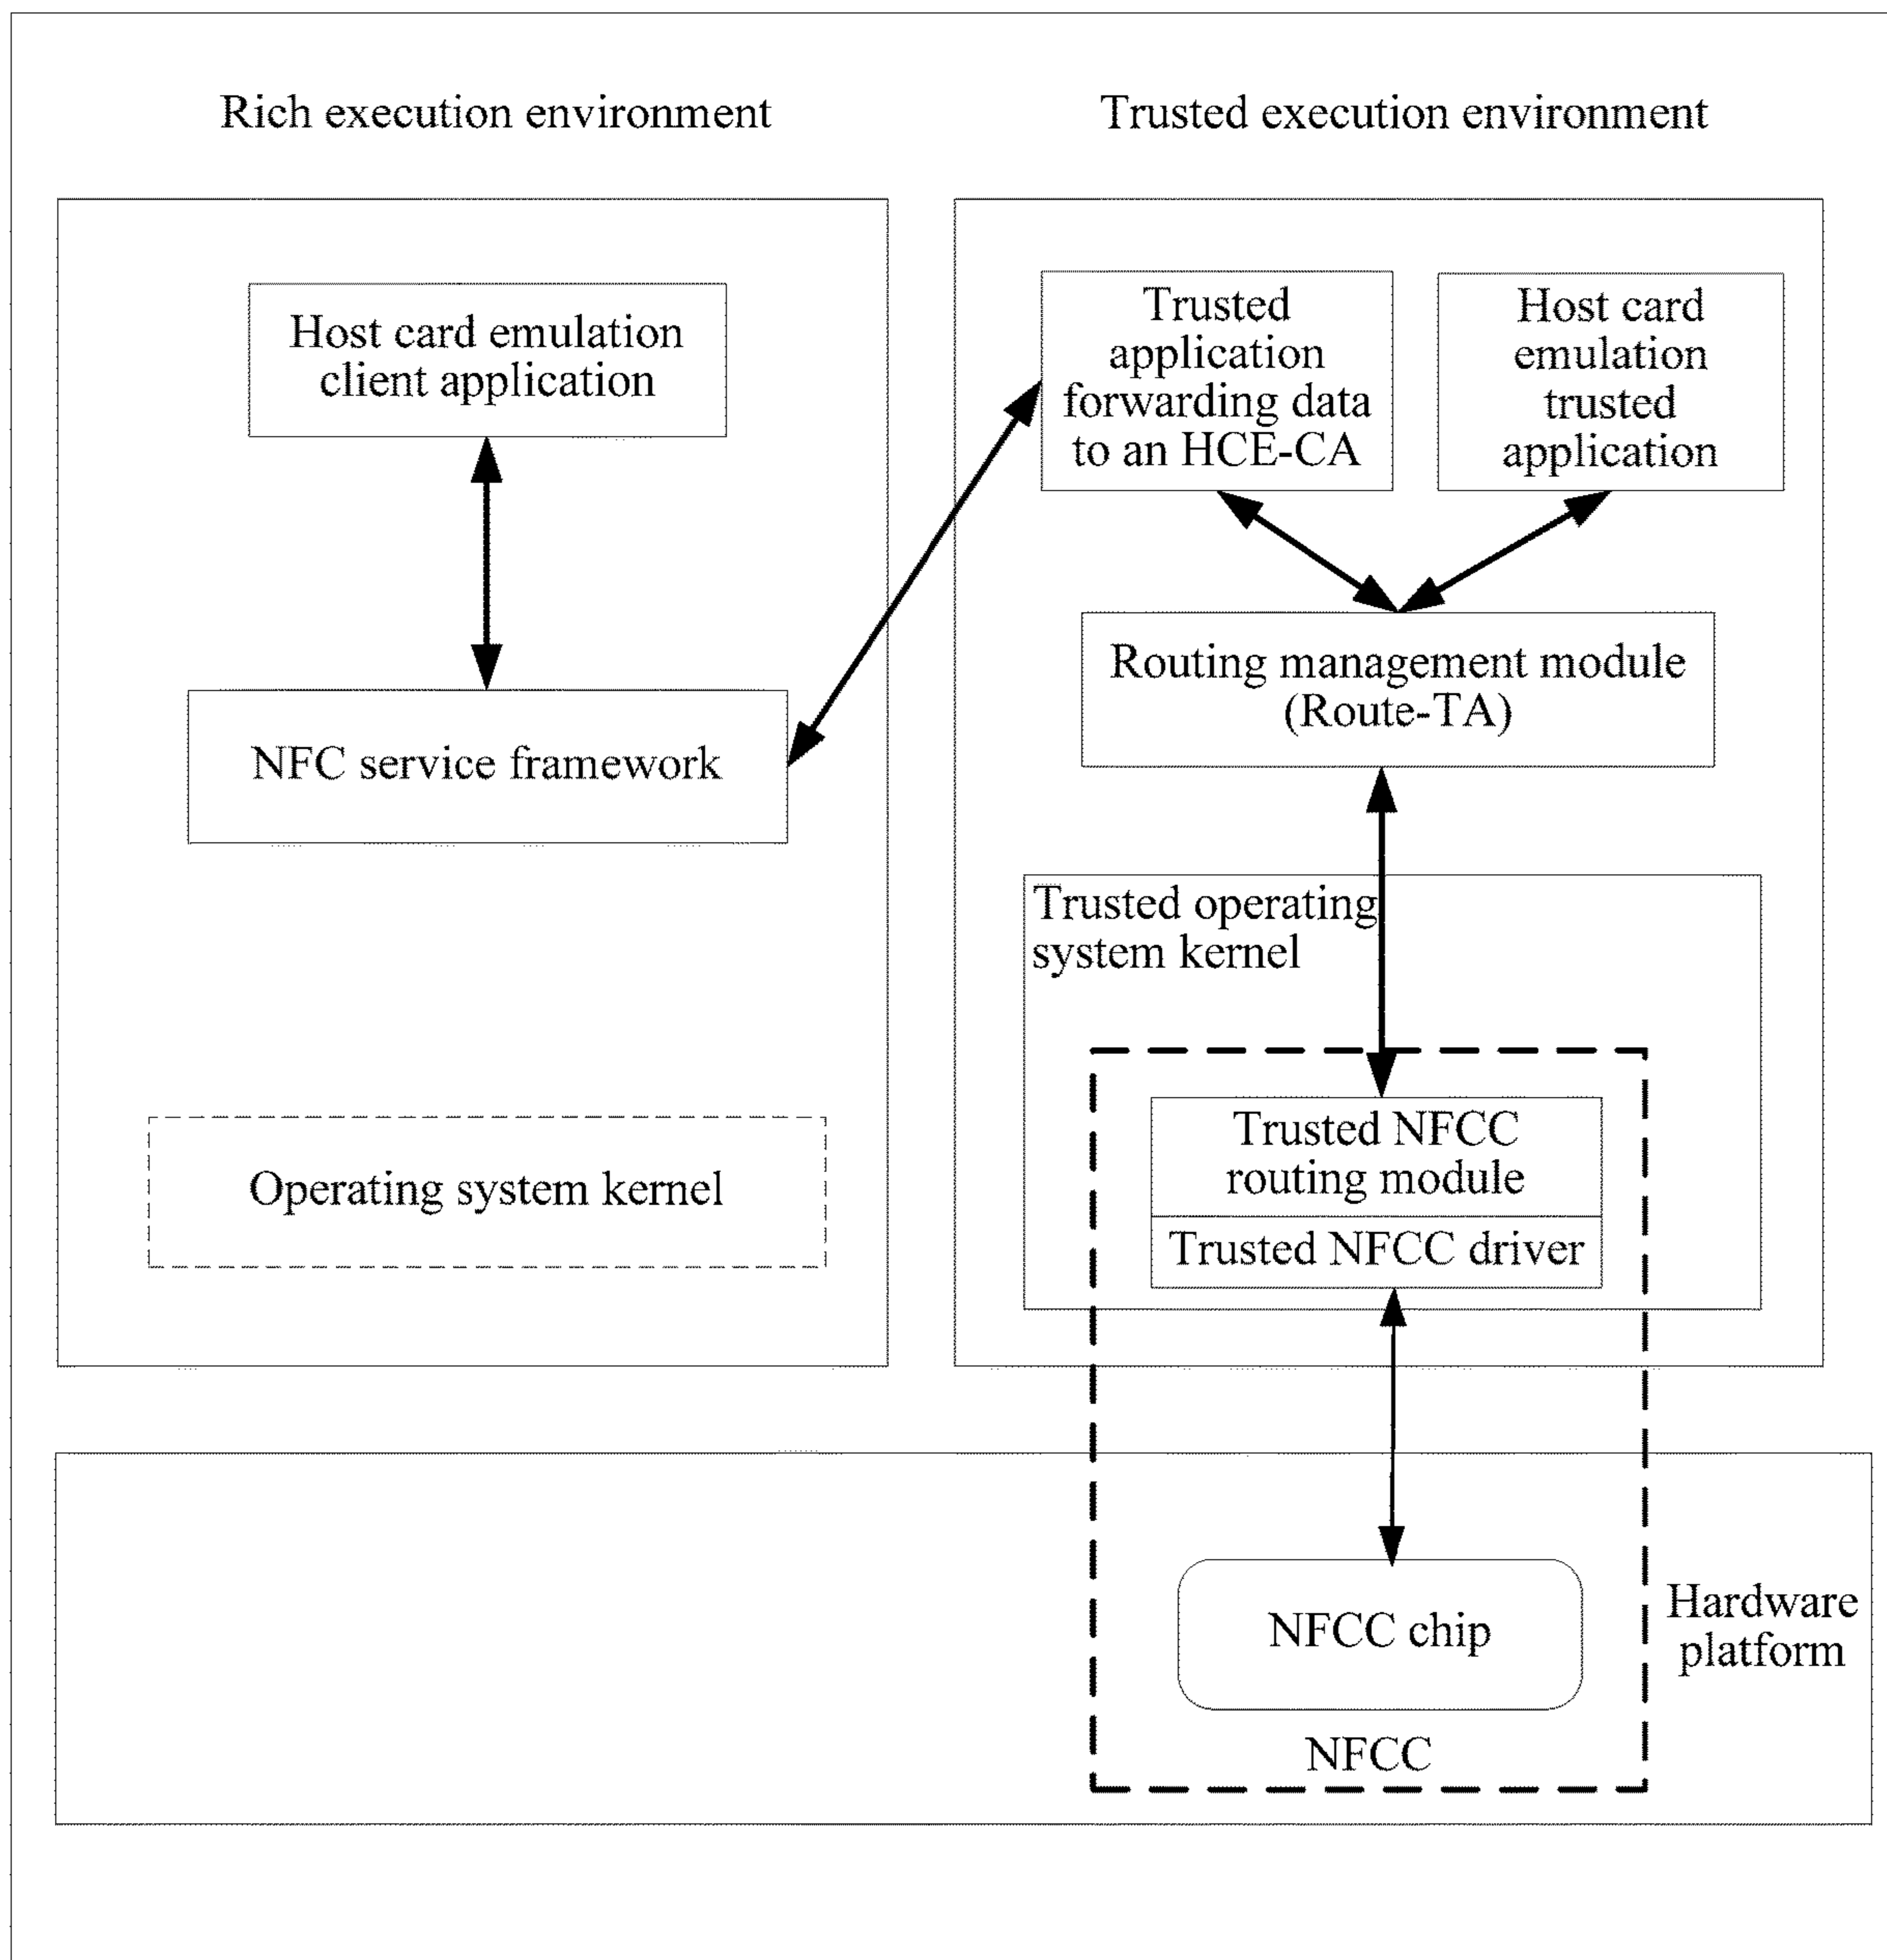 Rich execution environment
Trusted execution environment
Host card emulation
client application
NFC service framework
Operating system kernel
Trusted
application
forwarding data
to an HCE-CA
Host card
emulation
trusted
application
Routing management module
(Route-TA)
Trusted operating
system kernel
Trusted NFCC
routing module
Trusted NFCC driver
NFCC chip
NFCC
Hardware
platform